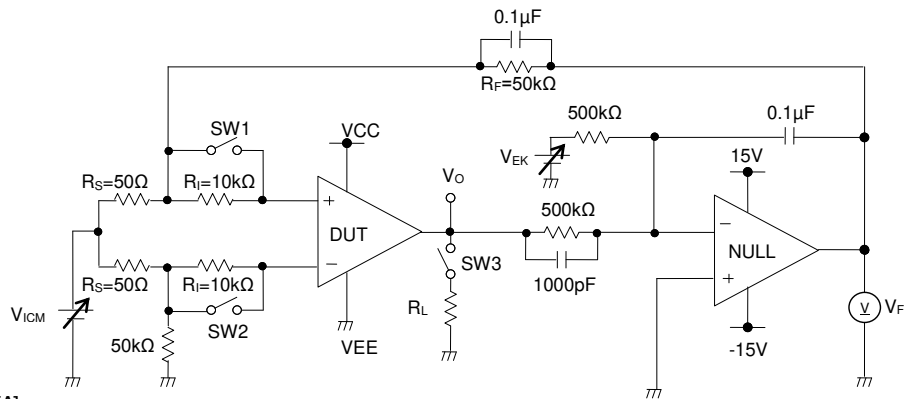 0.1μF
RF=50kΩ
500kΩ
0.1μF
SW1
VCC
VEK
15V
RS=50Ω
RI=10kΩ
VO
500kΩ
+
DUT
−
−
NULL
+
SW3
1000pF
RS=50Ω
RI=10kΩ
VICM
SW2
RL
V
VF
50kΩ
VEE
-15V